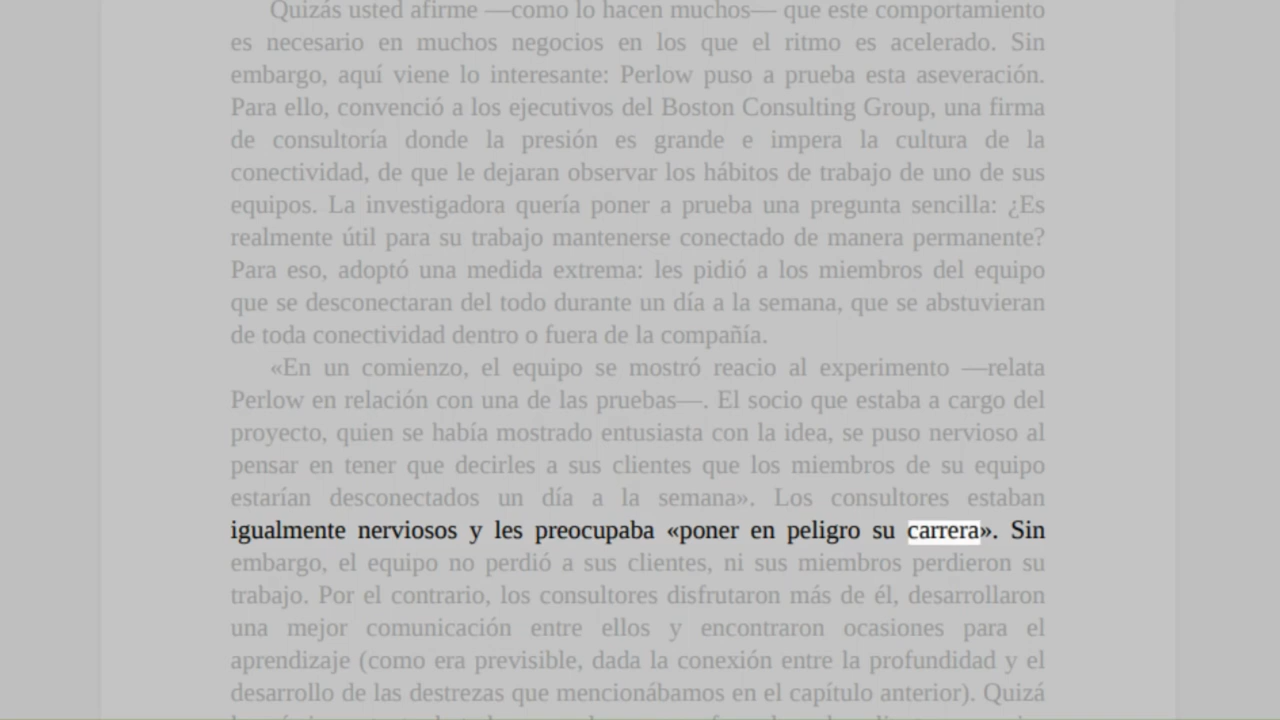 Quizás usted afirme —como lo hacen muchos— que este comportamiento
es necesario en muchos negocios en los que el ritmo es acelerado. Sin
embargo, aquí viene lo interesante: Perlow puso a prueba esta aseveración.
Para ello, convenció a los ejecutivos del Boston Consulting Group, una firma
de consultoría donde la presión es grande e impera la cultura de la
conectividad, de que le dejaran observar los hábitos de trabajo de uno de sus
equipos. La investigadora quería poner a prueba una pregunta sencilla: ¿Es
realmente útil para su trabajo mantenerse conectado de manera permanente?
Para eso, adoptó una medida extrema: les pidió a los miembros del equipo
que se desconectaran del todo durante un día a la semana, que se abstuvieran
de toda conectividad dentro o fuera de la compañía.
«En un comienzo, el equipo se mostró reacio al experimento —relata
Perlow en relación con una de las pruebas—. El socio que estaba a cargo del
proyecto, quien se había mostrado entusiasta con la idea, se puso nervioso al
pensar en tener que decirles a sus clientes que los miembros de su equipo
estarían desconectados un día a la semana». Los consultores estaban
igualmente nerviosos y les preocupaba «poner en peligro su carrera». Sin
embargo, el equipo no perdió a sus clientes, ni sus miembros perdieron su
trabajo. Por el contrario, los consultores disfrutaron más de él, desarrollaron
una mejor comunicación entre ellos y encontraron ocasiones para el
aprendizaje (como era previsible, dada la conexión entre la profundidad y el
desarrollo de las destrezas que mencionábamos en el capítulo anterior). Quizá